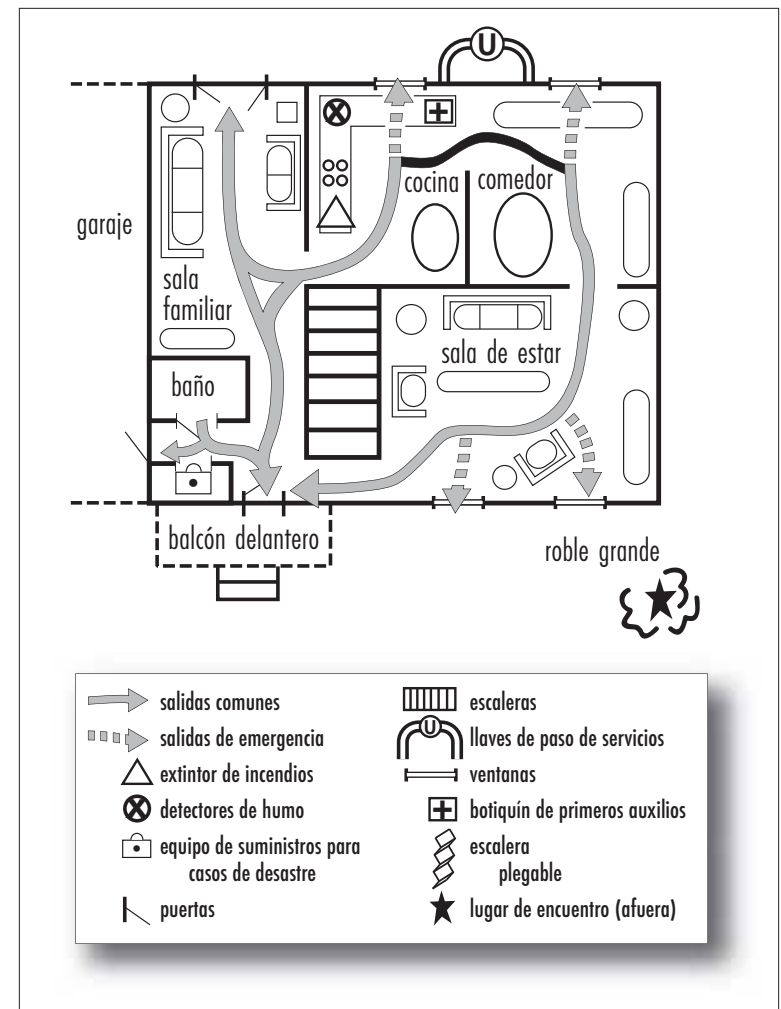 U
cocina
comedor
garaje
sala
familiar
sala de estar
baño
balcón delantero
roble grande
salidas comunes
salidas de emergencia
extintor de incendios
detectores de humo
equipo de suministros para
casos de desastre
puertas
escaleras
U
llaves de paso de servicios
ventanas
botiquín de primeros auxilios
escalera
plegable
lugar de encuentro (afuera)